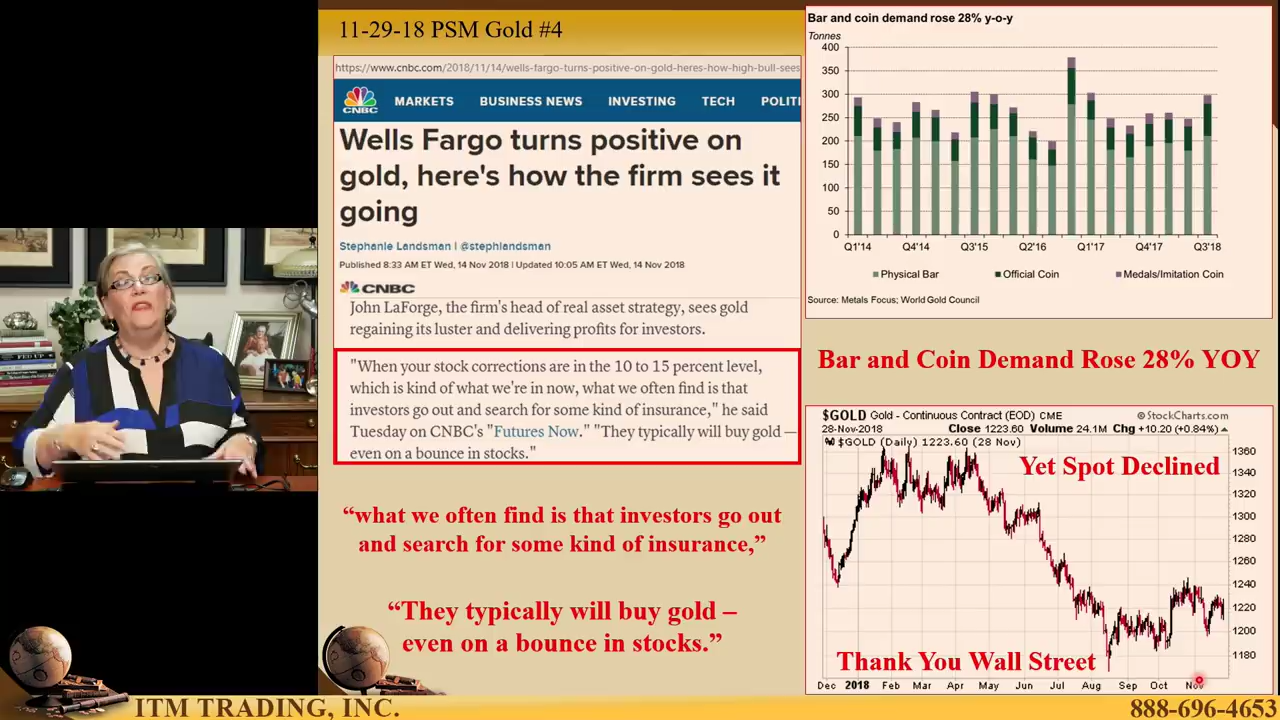 11-29-18 PSM Gold #4
https://www.cnbc.com/2018/11/14/wells-fargo-turns-positive-on-gold-heres-how-high-bull-sees
CNBC
MARKETS BUSINESS NEWS INVESTING TECH POLITI
Wells Fargo turns positive on
gold, here's how the firm sees it
going
Stephanie Landsman | @stephlandsman
Published 8:33 AM ET Wed, 14 Nov 2018 | Updated 10:05 AM ET Wed, 14 Nov 2018
CNBC
John LaForge, the firm's head of real asset strategy, sees gold
regaining its luster and delivering profits for investors.
"When your stock corrections are in the 10 to 15 percent level,
which is kind of what we're in now, what we often find is that
investors go out and search for some kind of insurance," he said
Tuesday on CNBC's "Futures Now." "They typically will buy gold —
even on a bounce in stocks."
“what we often find is that investors go out
and search for some kind of insurance,”
“They typically will buy gold –
even on a bounce in stocks.”
Bar and coin demand rose 28% y-o-y
Tonnes
400
350
300
250
200
150
100
50
0
Q1'14 Q4'14 Q3'15 Q2'16 Q1'17 Q4'17 Q3'18
Physical Bar Official Coin Medals/Imitation Coin
Source: Metals Focus; World Gold Council
Bar and Coin Demand Rose 28% YOY
$GOLD Gold - Continuous Contract (EOD) CME © StockCharts.com
28-Nov-2018 Close 1223.60 Volume 24.1M Chg +10.20 (+0.84%)
$GOLD (Daily) 1223.60 (28 Nov)
Yet Spot Declined
1360
1340
1320
1300
1280
1260
1240
1220
1200
1180
Thank You Wall Street
Dec 2018 Feb Mar Apr May Jun Jul Aug Sep Oct Nov
FED UP
ITM TRADING, INC.
888-696-4653